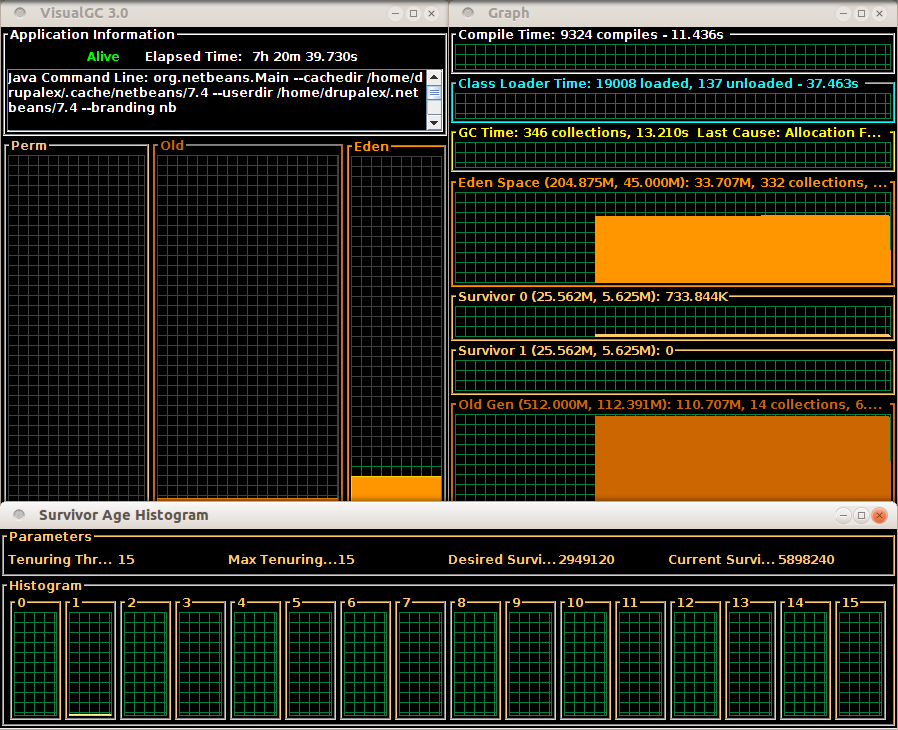 VisualGC 3.0
Application Information
Alive Elapsed Time: 7h 20m 39.730s
Java Command Line: org.netbeans.Main --cachedir /home/d
rupalex/.cache/netbeans/7.4 --userdir /home/drupalex/.net
beans/7.4 --branding nb
Perm
Old
Eden
Graph
Compile Time: 9324 compiles - 11.436s
Class Loader Time: 19008 loaded, 137 unloaded - 37.463s
GC Time: 346 collections, 13.210s Last Cause: Allocation F...
Eden Space (204.875M, 45.000M): 33.707M, 332 collections, ...
Survivor 0 (25.562M, 5.625M): 733.844K
Survivor 1 (25.562M, 5.625M): 0
Old Gen (512.000M, 112.391M): 110.707M, 14 collections, 6....
Survivor Age Histogram
Parameters
Tenuring Thr... 15 Max Tenuring...15 Desired Survi...2949120 Current Survi... 5898240
Histogram
0 1 2 3 4 5 6 7 8 9 10 11 12 13 14 15